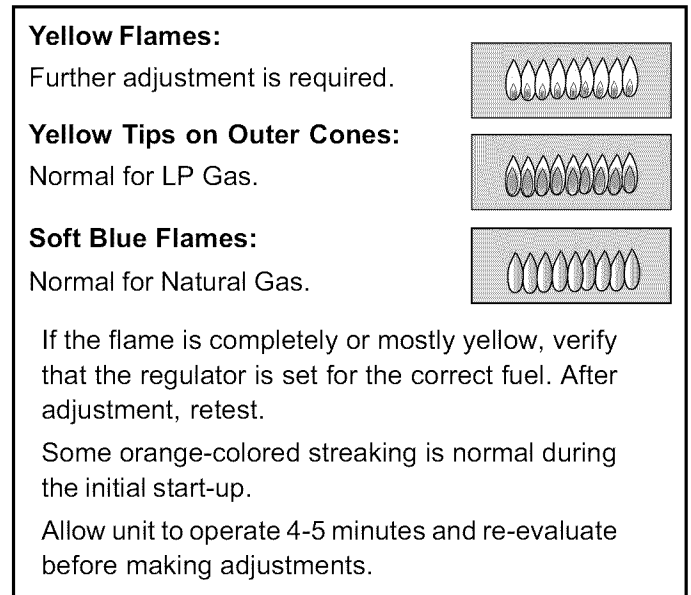 Yellow Flames:
Further adjustment is required.
Yellow Tips on Outer Cones:
Normal for LP Gas.
Soft Blue Flames:
Normal for Natural Gas.
If the flame is completely or mostly yellow, verify
that the regulator is set for the correct fuel. After
adjustment, retest.
Some orange-colored streaking is normal during
the initial start-up.
Allow unit to operate 4-5 minutes and re-evaluate
before making adjustments.